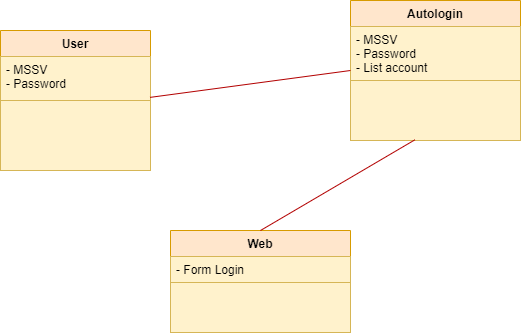 User
- MSSV
- Password
Autologin
- MSSV
- Password
- List account
Web
- Form Login